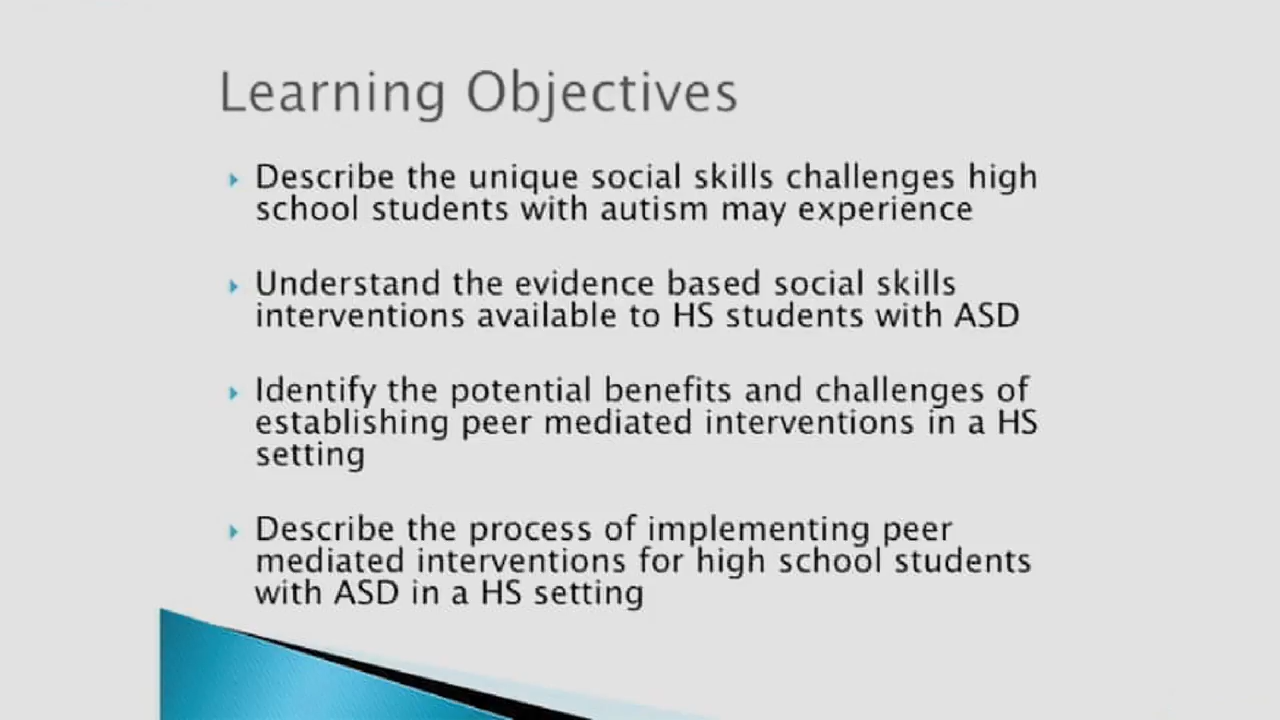 Learning Objectives
Describe the unique social skills challenges high
school students with autism may experience
Understand the evidence based social skills
interventions available to HS students with ASD
Identify the potential benefits and challenges of
establishing peer mediated interventions in a HS
setting
Describe the process of implementing peer
mediated interventions for high school students
with ASD in a HS setting